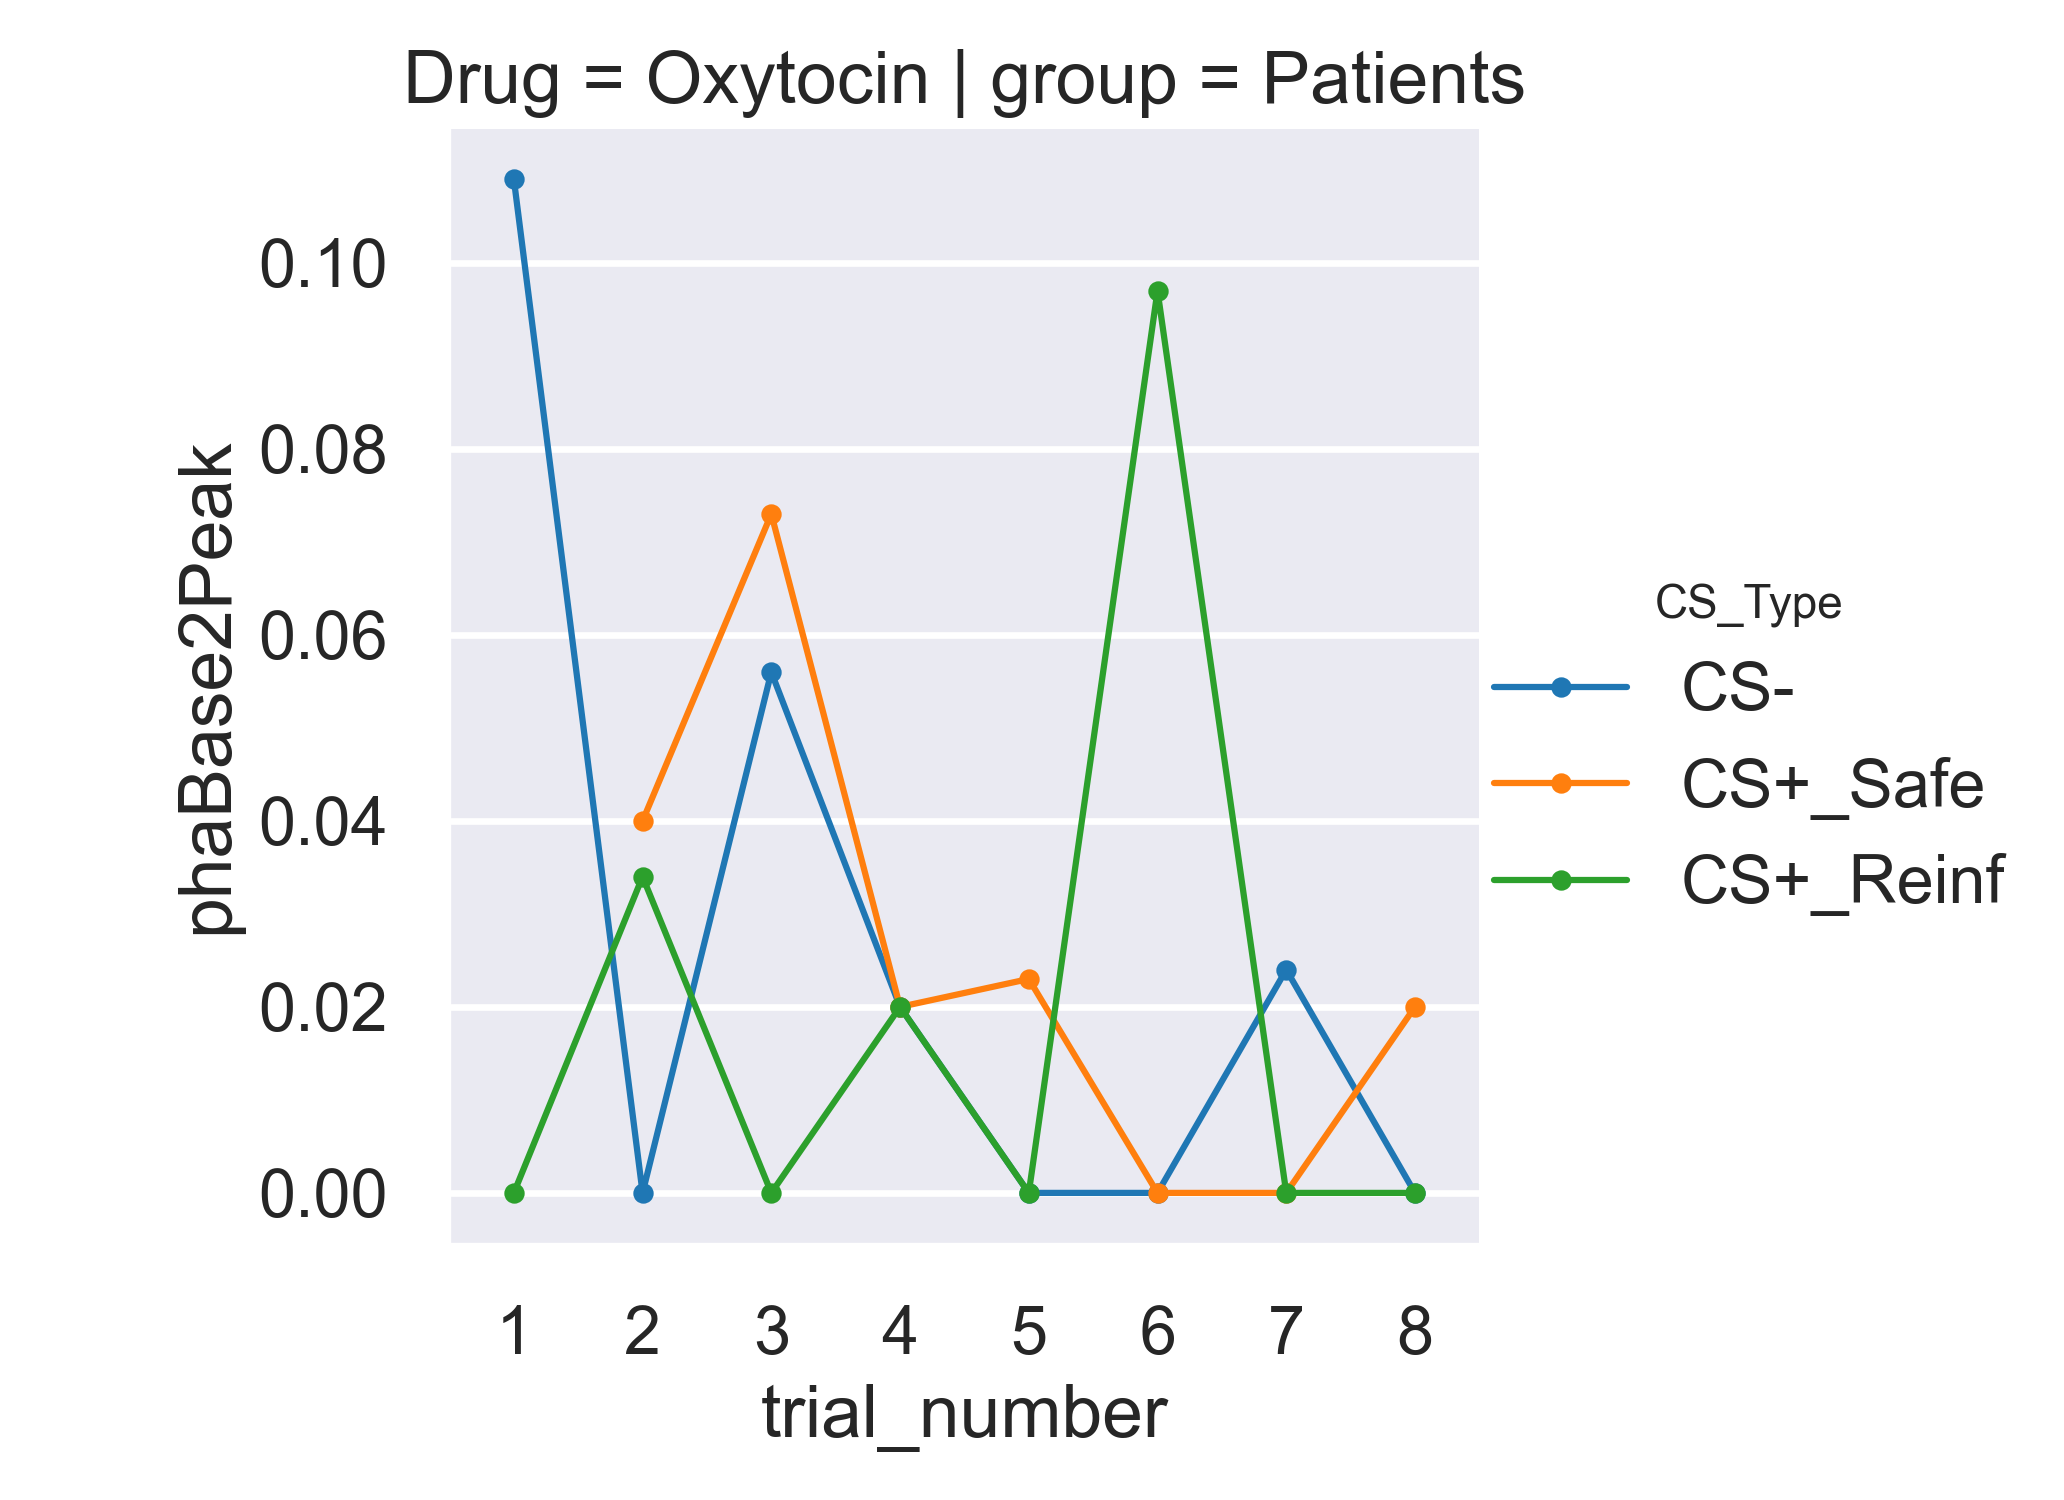 Drug = Oxytocin | group = Patients
phaBase2Peak
0.10
0.08
0.06
0.04
0.02
0.00
1 2 3 4 5 6 7 8
trial_number
CS_Type
CS-
CS+_Safe
CS+_Reinf